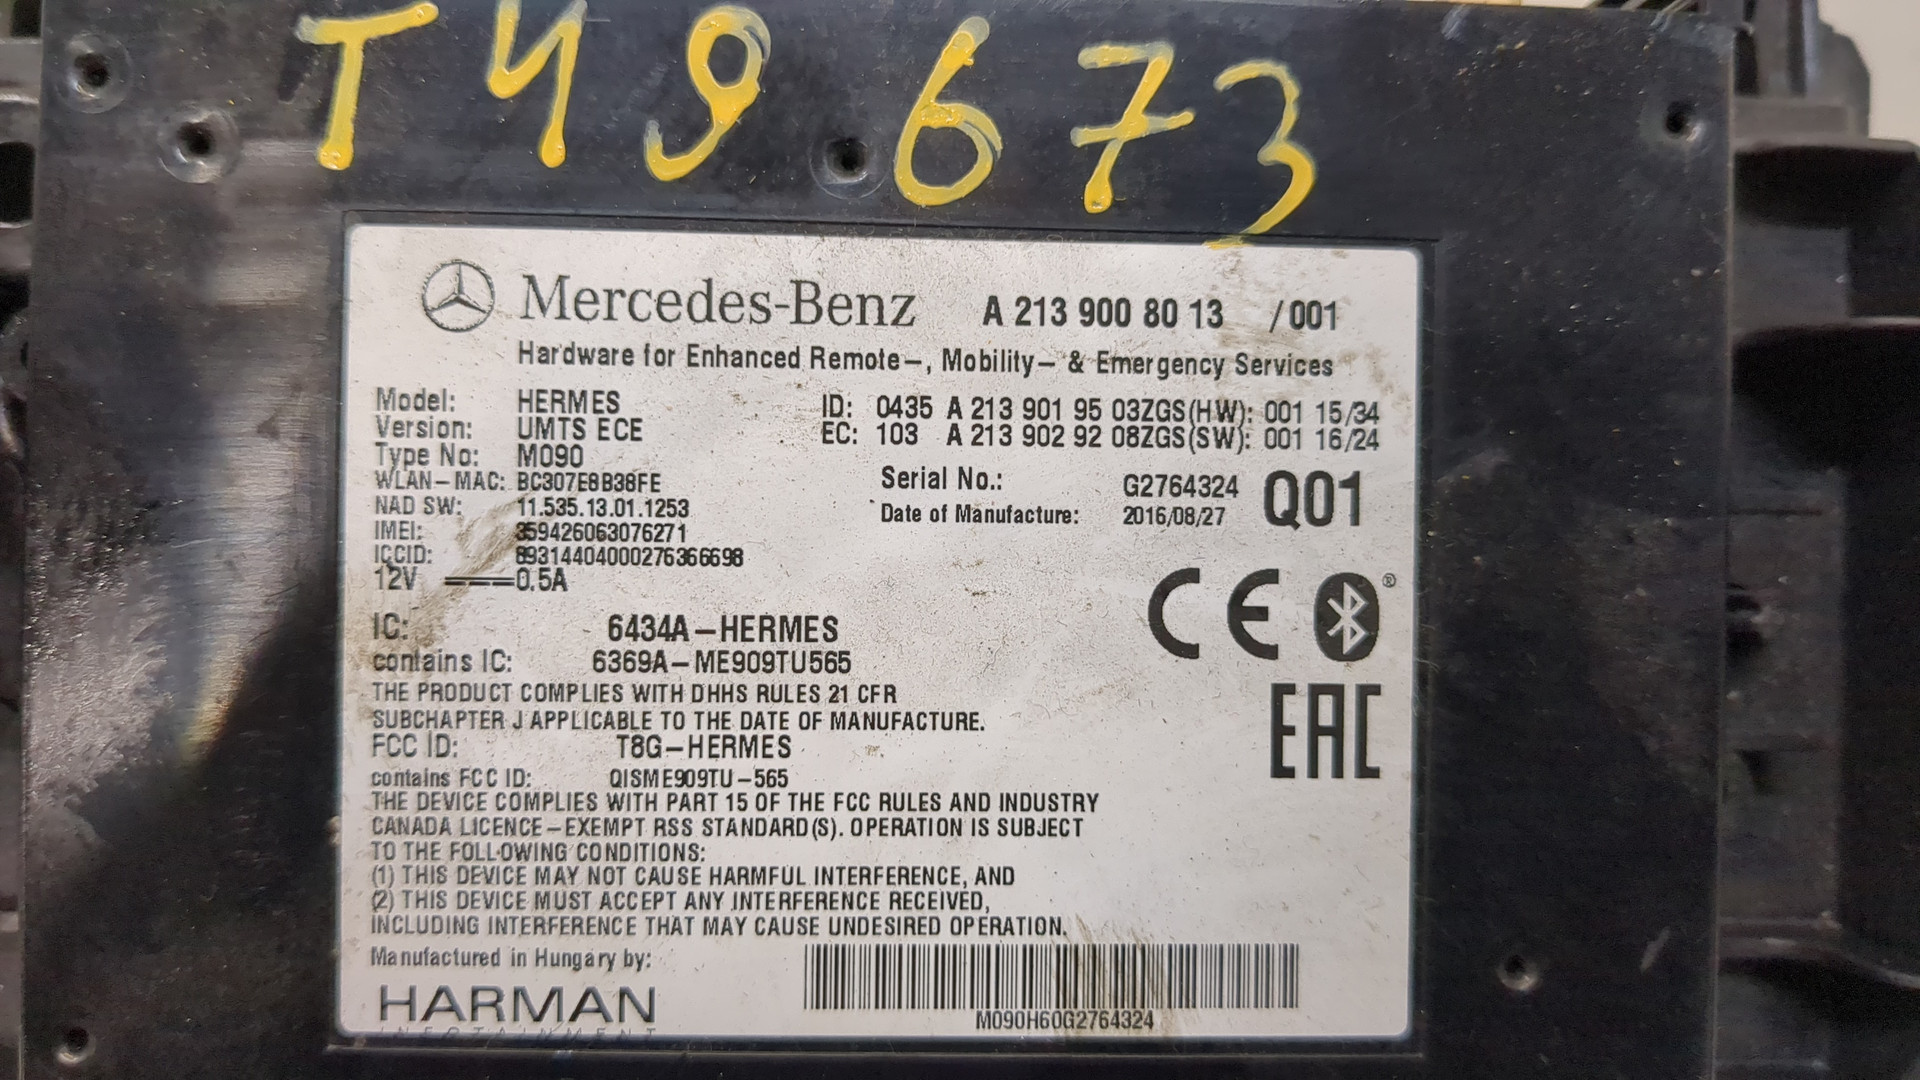 T49673
Mercedes-Benz A 213 900 80 13 /001
Hardware for Enhanced Remote-, Mobility- & Emergency Services
Model: HERMES ID: 0435 A 213 901 95 03 ZGS(HW): 001 15/34
Version: UMTS ECE EC: 103 A 213 902 92 08 ZGS(SW): 001 16/24
Type No: M090
WLAN-MAC: BC307E8B38FE Serial No.: G2764324 Q01
NAD SW: 11.535.13.01.1253 Date of Manufacture: 2016/08/27
IMEI: 359426063076271
ICCID: 89314404000276366698
12V 0.5A
CE
IC: 6434A-HERMES
contains IC: 6369A-ME909TU565
THE PRODUCT COMPLIES WITH DHHS RULES 21 CFR
SUBCHAPTER J APPLICABLE TO THE DATE OF MANUFACTURE.
EAC
FCC ID: T8G-HERMES
contains FCC ID: QISME909TU-565
THE DEVICE COMPLIES WITH PART 15 OF THE FCC RULES AND INDUSTRY
CANADA LICENCE-EXEMPT RSS STANDARD(S). OPERATION IS SUBJECT
TO THE FOLLOWING CONDITIONS:
(1) THIS DEVICE MAY NOT CAUSE HARMFUL INTERFERENCE, AND
(2) THIS DEVICE MUST ACCEPT ANY INTERFERENCE RECEIVED,
INCLUDING INTERFERENCE THAT MAY CAUSE UNDESIRED OPERATION.
Manufactured in Hungary by:
HARMAN
INFOTAINMENT
M090H60G2764324